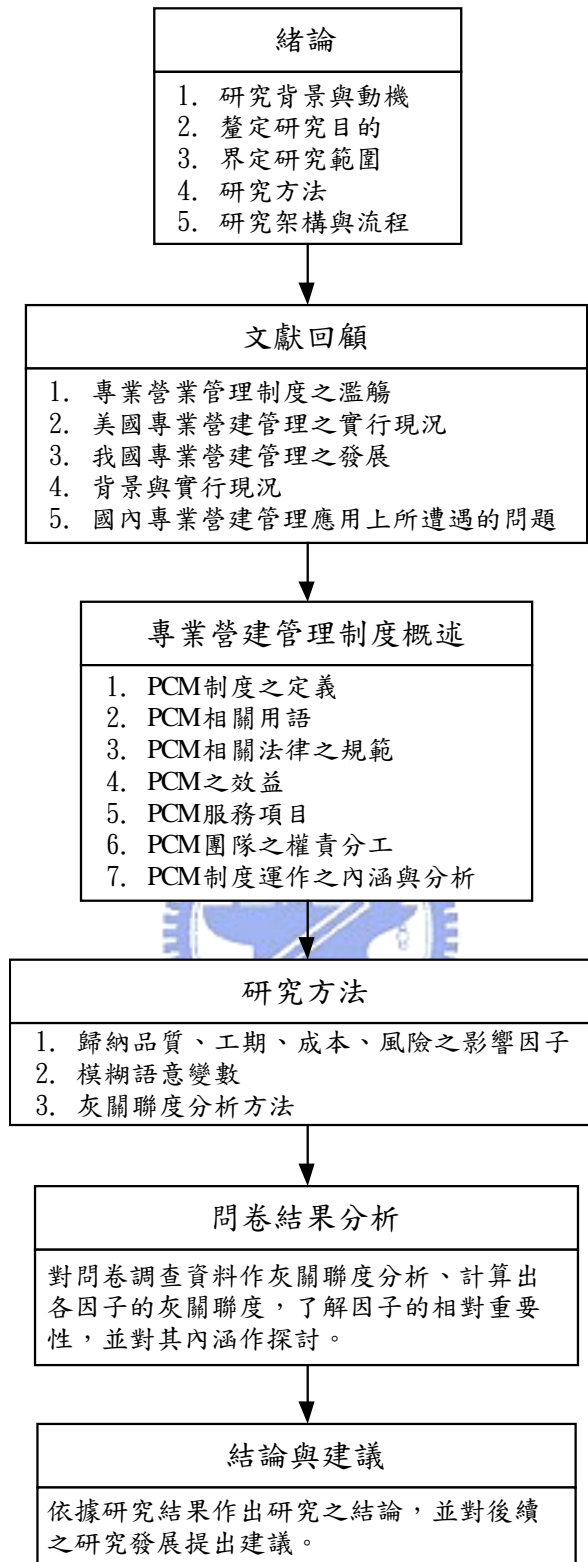 緒論
1. 研究背景與動機
2. 釐定研究目的
3. 界定研究範圍
4. 研究方法
5. 研究架構與流程
文獻回顧
1. 專業營業管理制度之濫觴
2. 美國專業營建管理之實行現況
3. 我國專業營建管理之發展
4. 背景與實行現況
5. 國內專業營建管理應用上所遭遇的問題
專業營建管理制度概述
1. PCM制度之定義
2. PCM相關用語
3. PCM相關法律之規範
4. PCM之效益
5. PCM服務項目
6. PCM團隊之權責分工
7. PCM制度運作之內涵與分析
研究方法
1. 歸納品質、工期、成本、風險之影響因子
2. 模糊語意變數
3. 灰關聯度分析方法
問卷結果分析
對問卷調查資料作灰關聯度分析、計算出
各因子的灰關聯度，了解因子的相對重要
性，並對其內涵作探討。
結論與建議
依據研究結果作出研究之結論，並對後續
之研究發展提出建議。